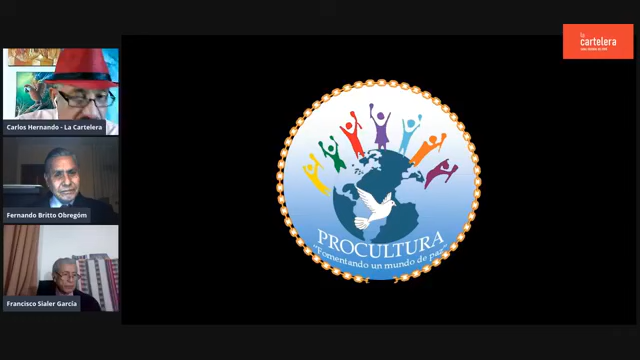 la
cartelera
Carlos Hernando - La Cartelera
Fernando Britto Obregóm
Francisco Sialer García
PROCULTURA
"Fomentando un mundo de paz"